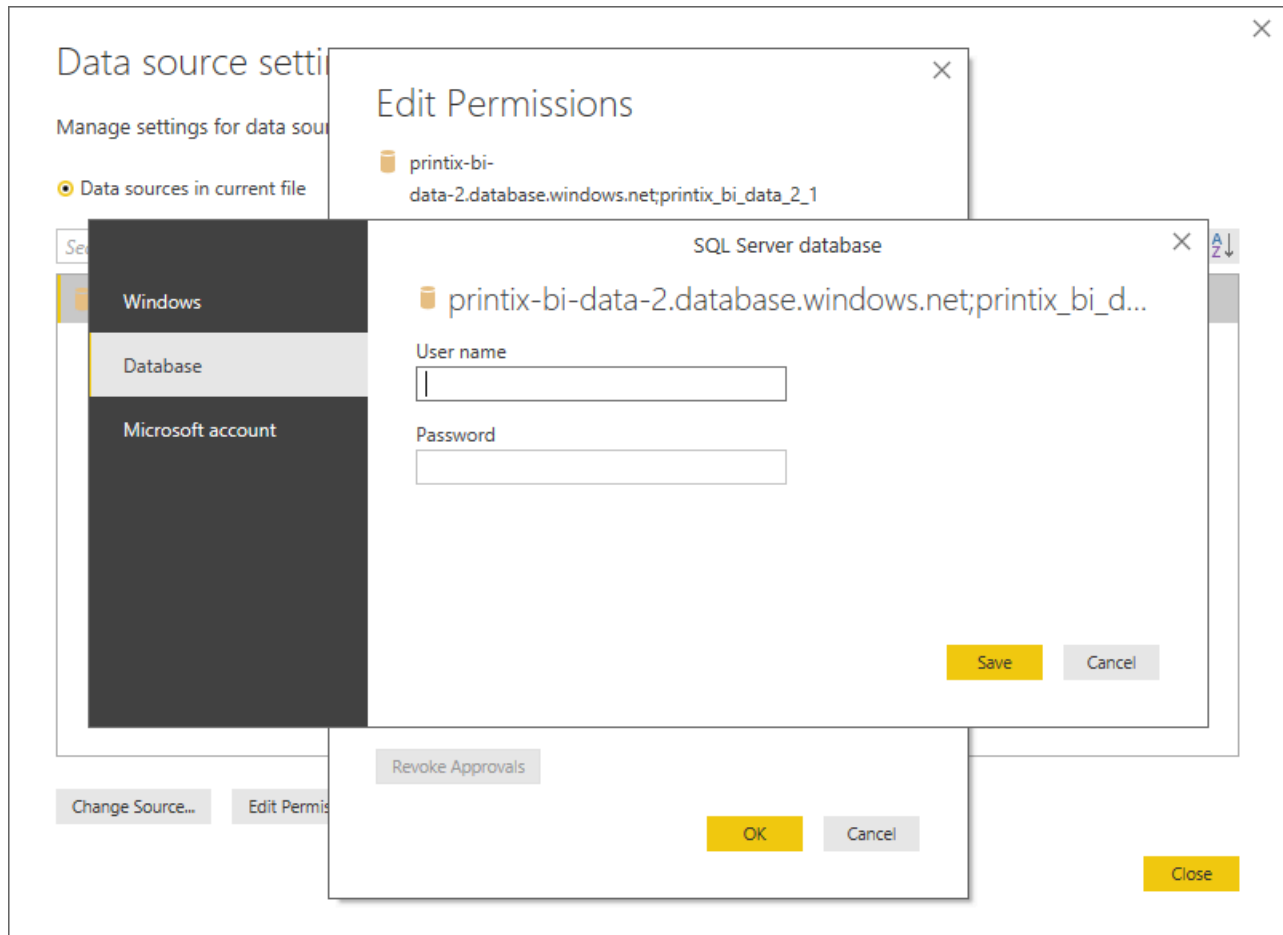 Data source setti
Manage settings for data sour
Data sources in current file
Edit Permissions
printix-bi-
data-2.database.windows.net;printix_bi_data_2_1
SQL Server database
Windows
Database
Microsoft account
printix-bi-data-2.database.windows.net;printix_bi_d...
User name
Password
Save Cancel
Revoke Approvals
Change Source... Edit Permis
OK Cancel
Close